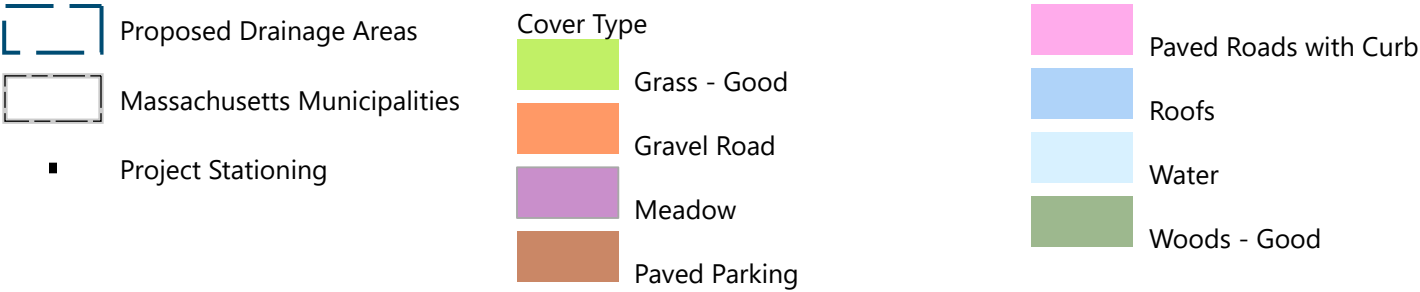 Proposed Drainage Areas
Massachusetts Municipalities
Project Stationing
Cover Type
Grass - Good
Gravel Road
Meadow
Paved Parking
Paved Roads with Curb
Roofs
Water
Woods - Good